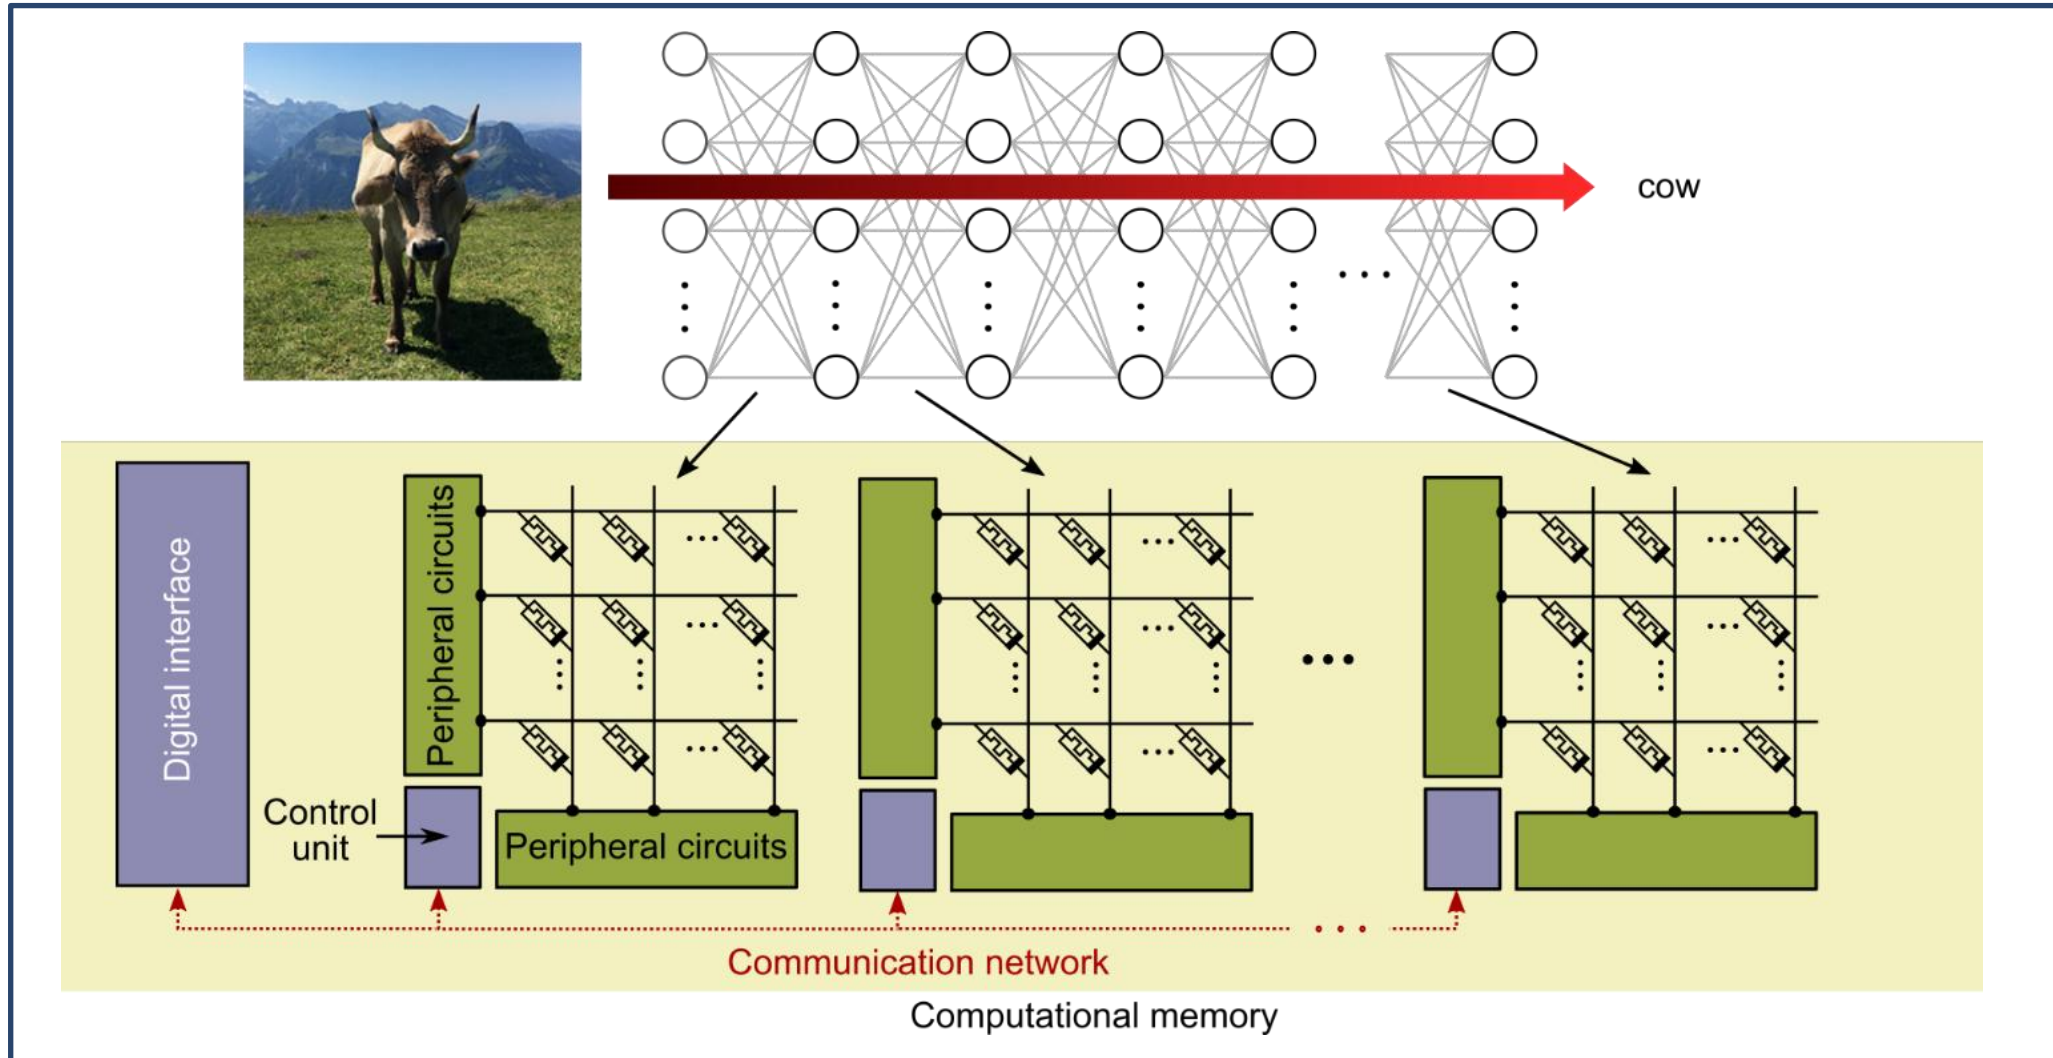 cow
Digital interface
Peripheral circuits
Control
unit
Peripheral circuits
Communication network
Computational memory